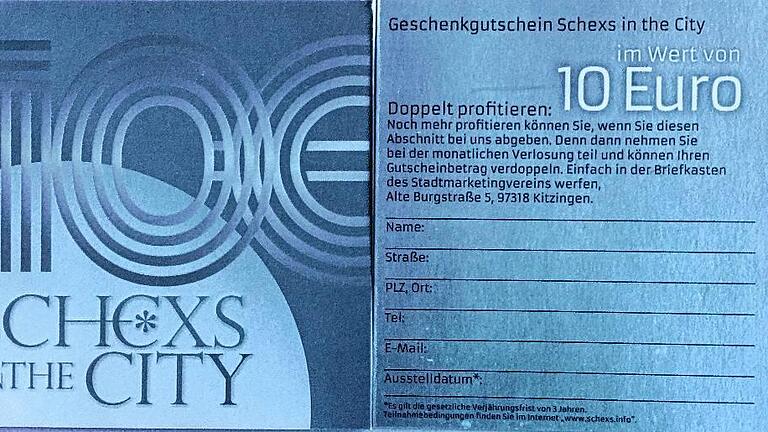 10€
CH€XS
THE CITY
Geschenkgutschein Schexs in the City
im Wert von
10 Euro
Doppelt profitieren:
Noch mehr profitieren können Sie, wenn Sie diesen
Abschnitt bei uns abgeben. Denn dann nehmen Sie
bei der monatlichen Verlosung teil und können Ihren
Gutscheinbetrag verdoppeln. Einfach in der Briefkasten
des Stadtmarketingvereins werfen,
Alte Burgstraße 5, 97318 Kitzingen.
Name:
Straße:
PLZ, Ort:
Tel:
E-Mail:
Ausstelldatum*:
*Es gilt die gesetzliche Verjährungsfrist von 3 Jahren.
Teilnahmebedingungen finden Sie im Internet „www.schexs.info".